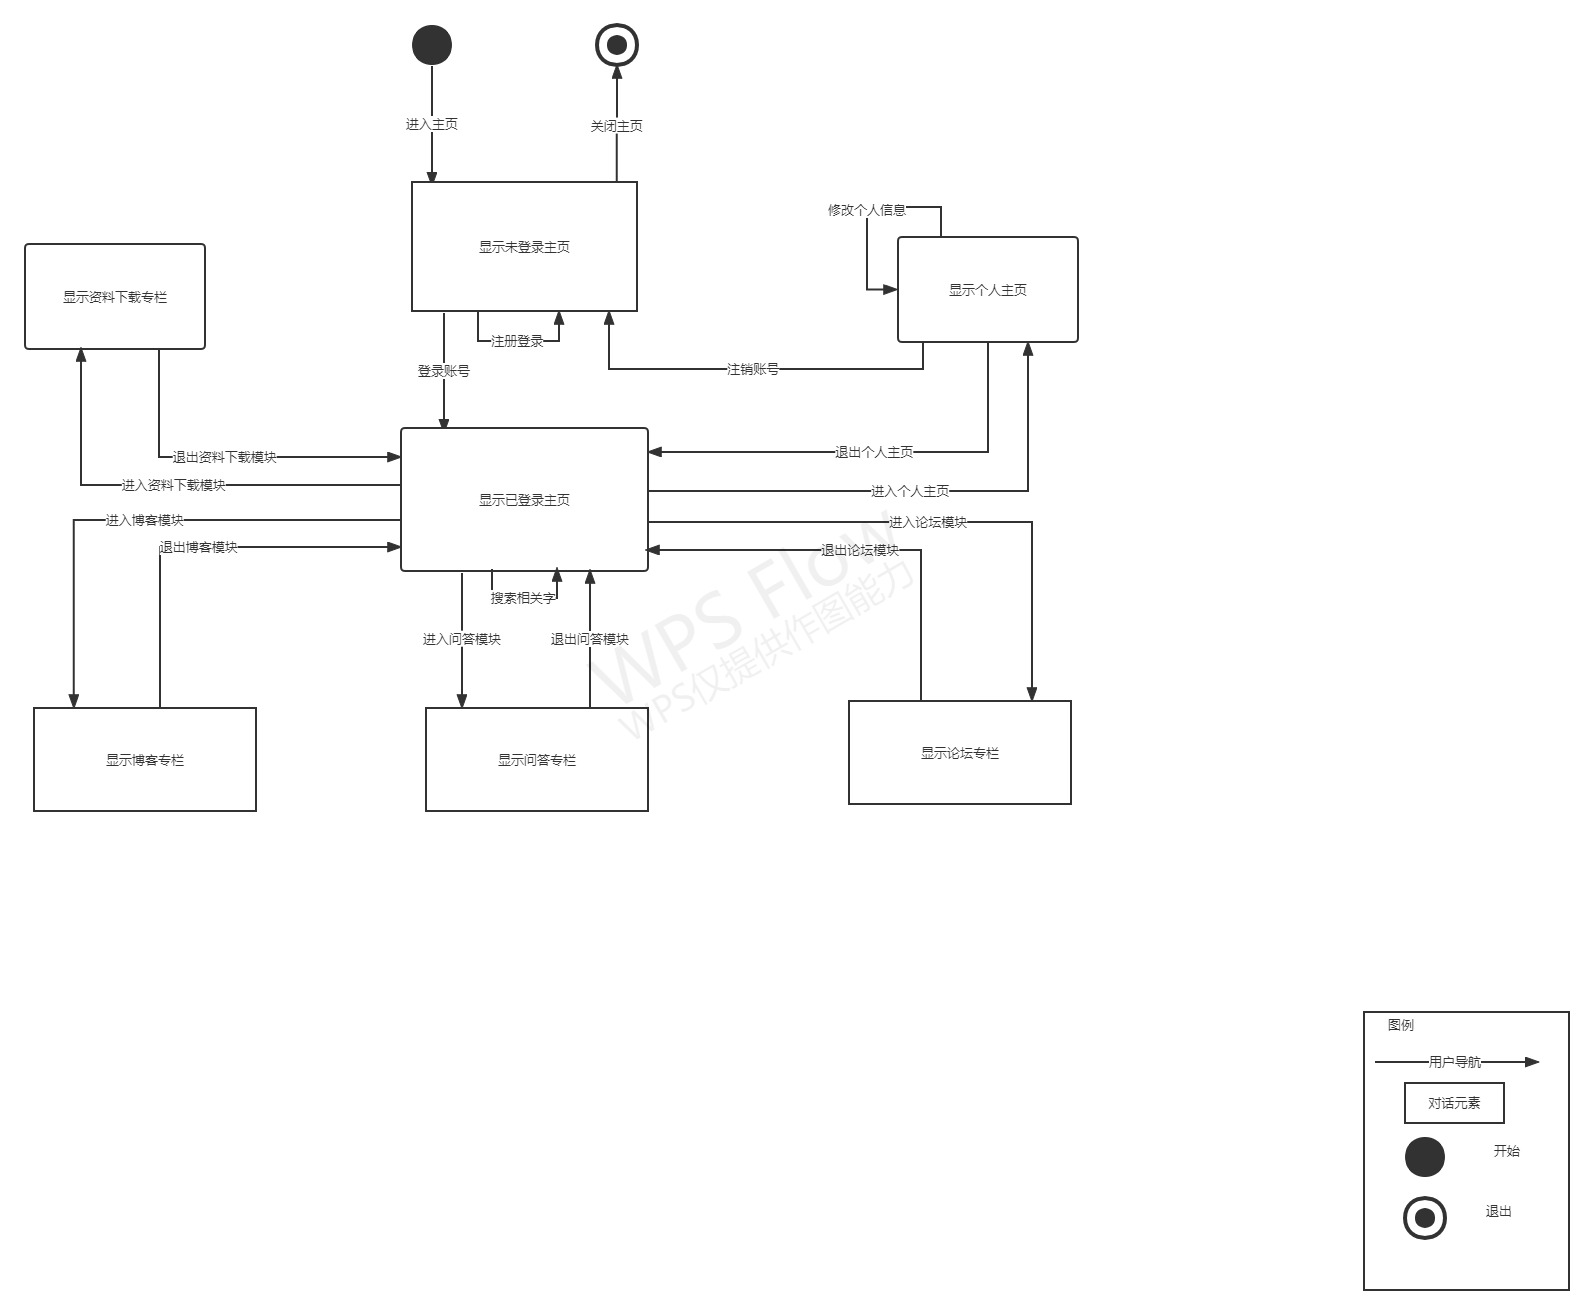 进入主页
关闭主页
修改个人信息
显示未登录主页
显示个人主页
显示资料下载专栏
注册登录
登录账号
注销账号
退出个人主页
退出资料下载模块
进入资料下载模块
进入个人主页
显示已登录主页
进入博客模块
进入论坛模块
退出博客模块
退出论坛模块
搜索相关字
进入问答模块
退出问答模块
WPS Flow
WPS仅提供作图能力
显示博客专栏
显示问答专栏
显示论坛专栏
图例
用户导航
对话元素
开始
退出